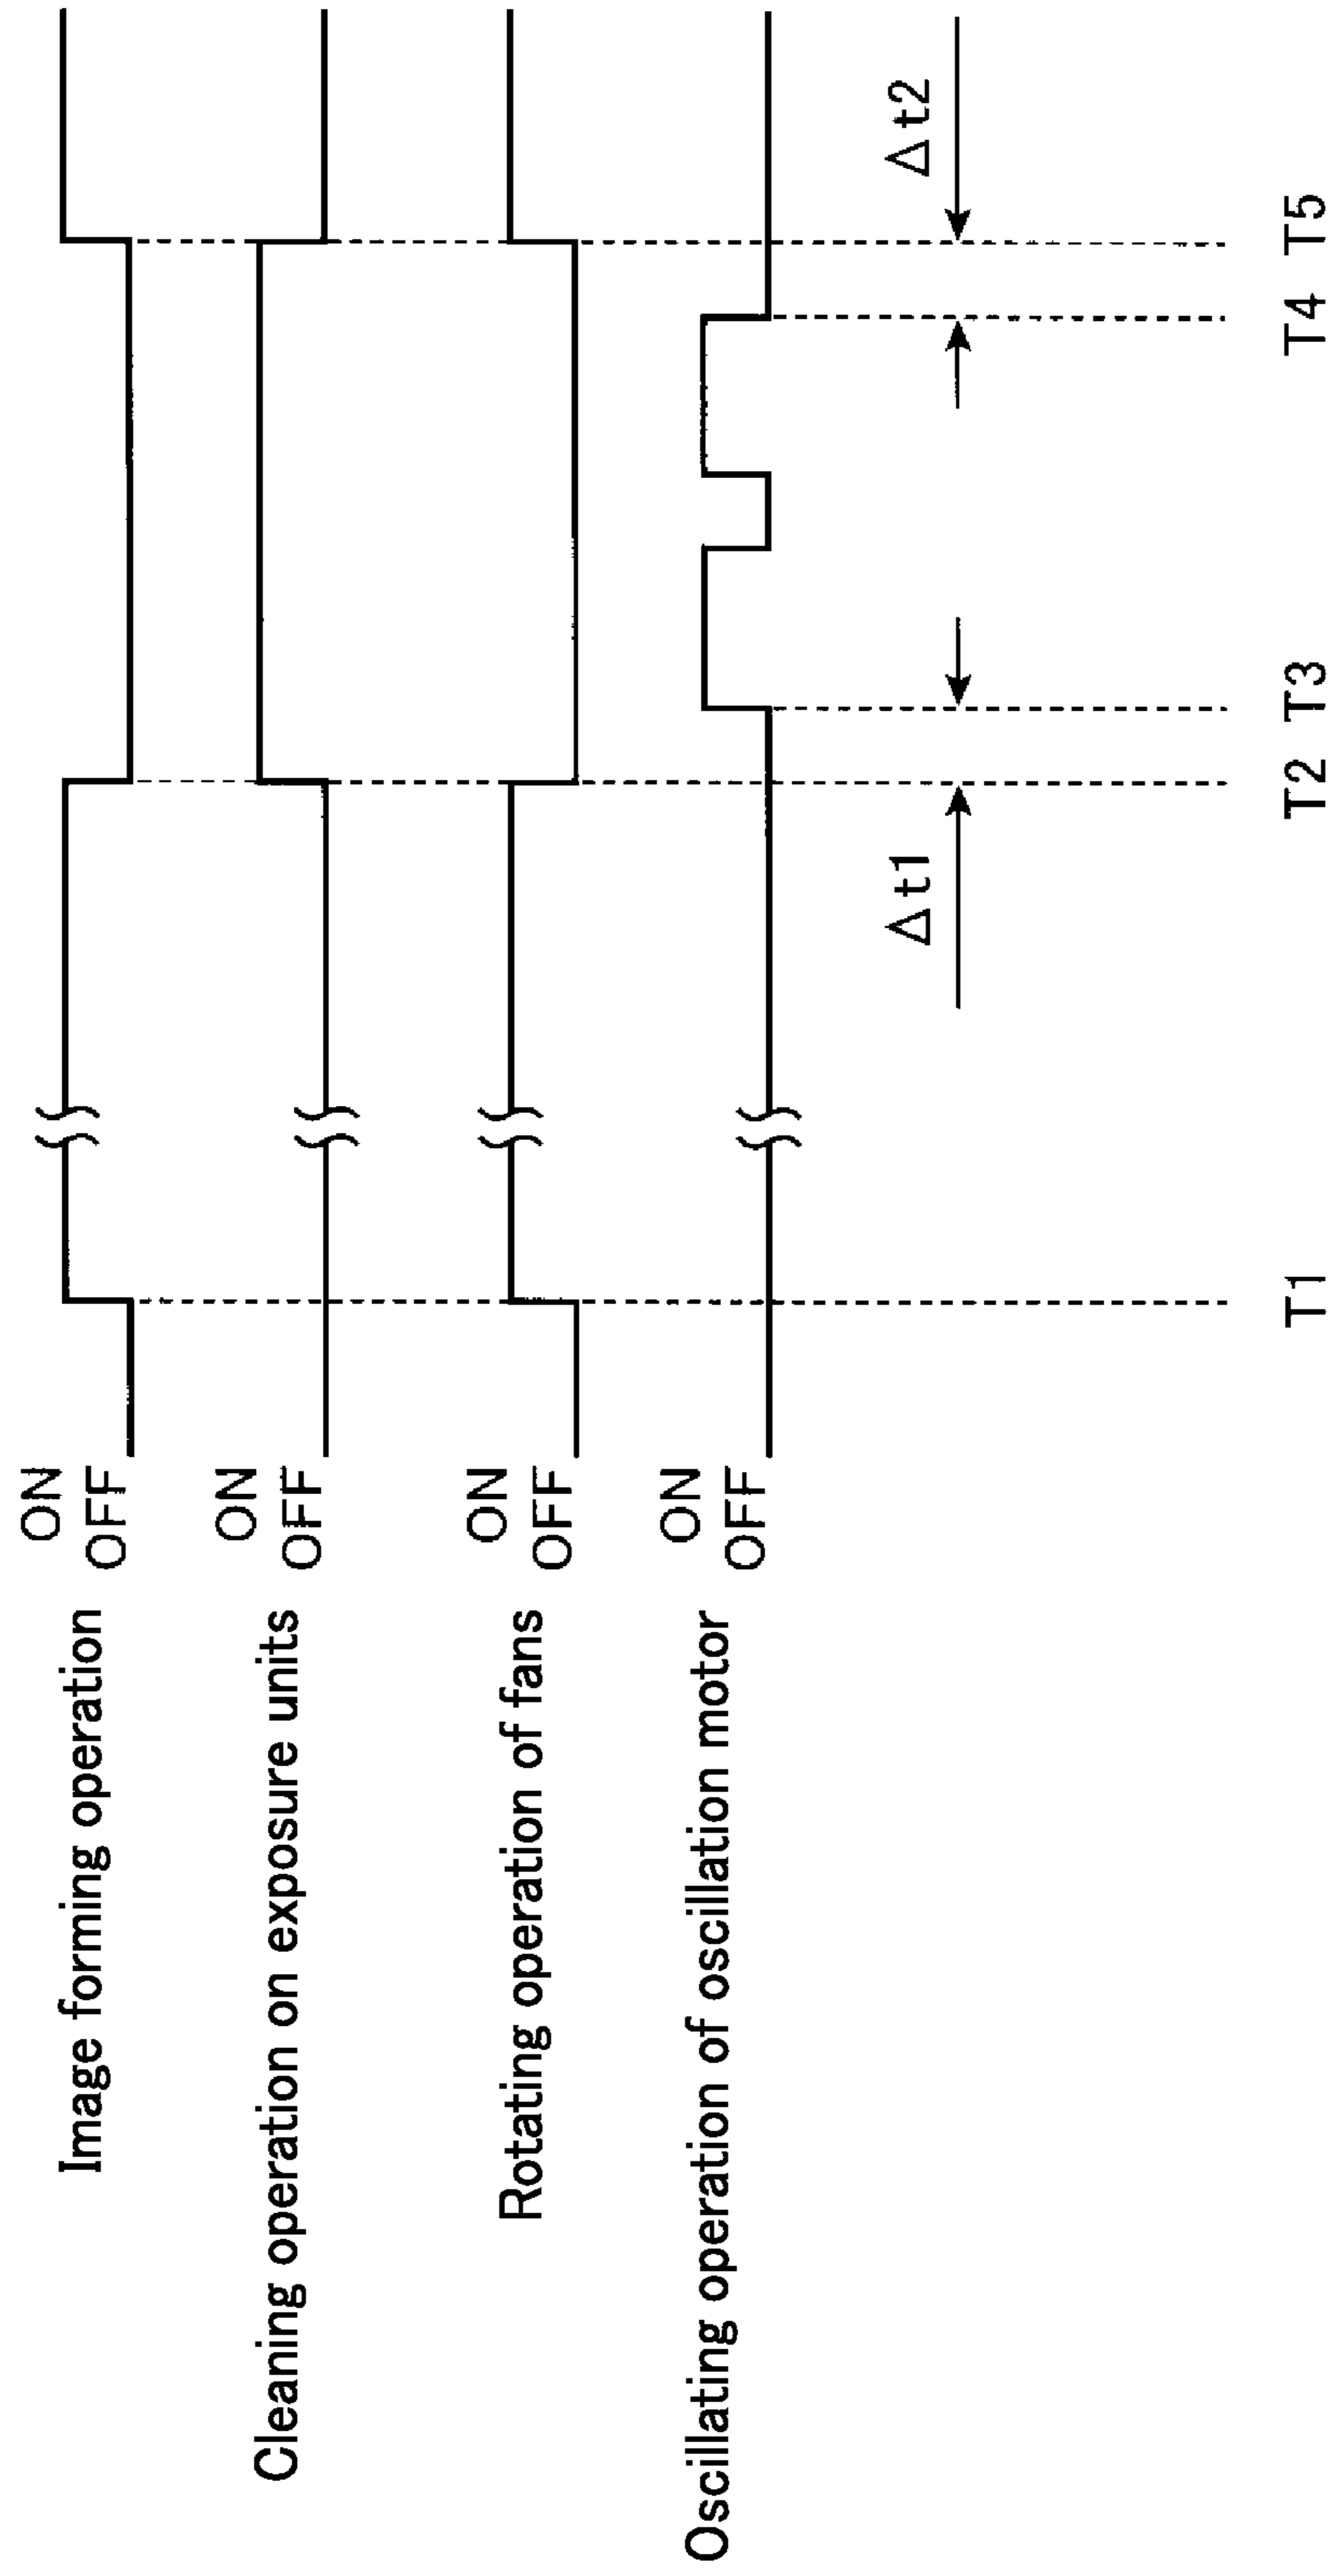 Image forming operation
ON
OFF
Cleaning operation on exposure units
ON
OFF
Rotating operation of fans
ON
OFF
Oscillating operation of oscillation motor
ON
OFF
Δt1
Δt2
T1 T2 T3 T4 T5